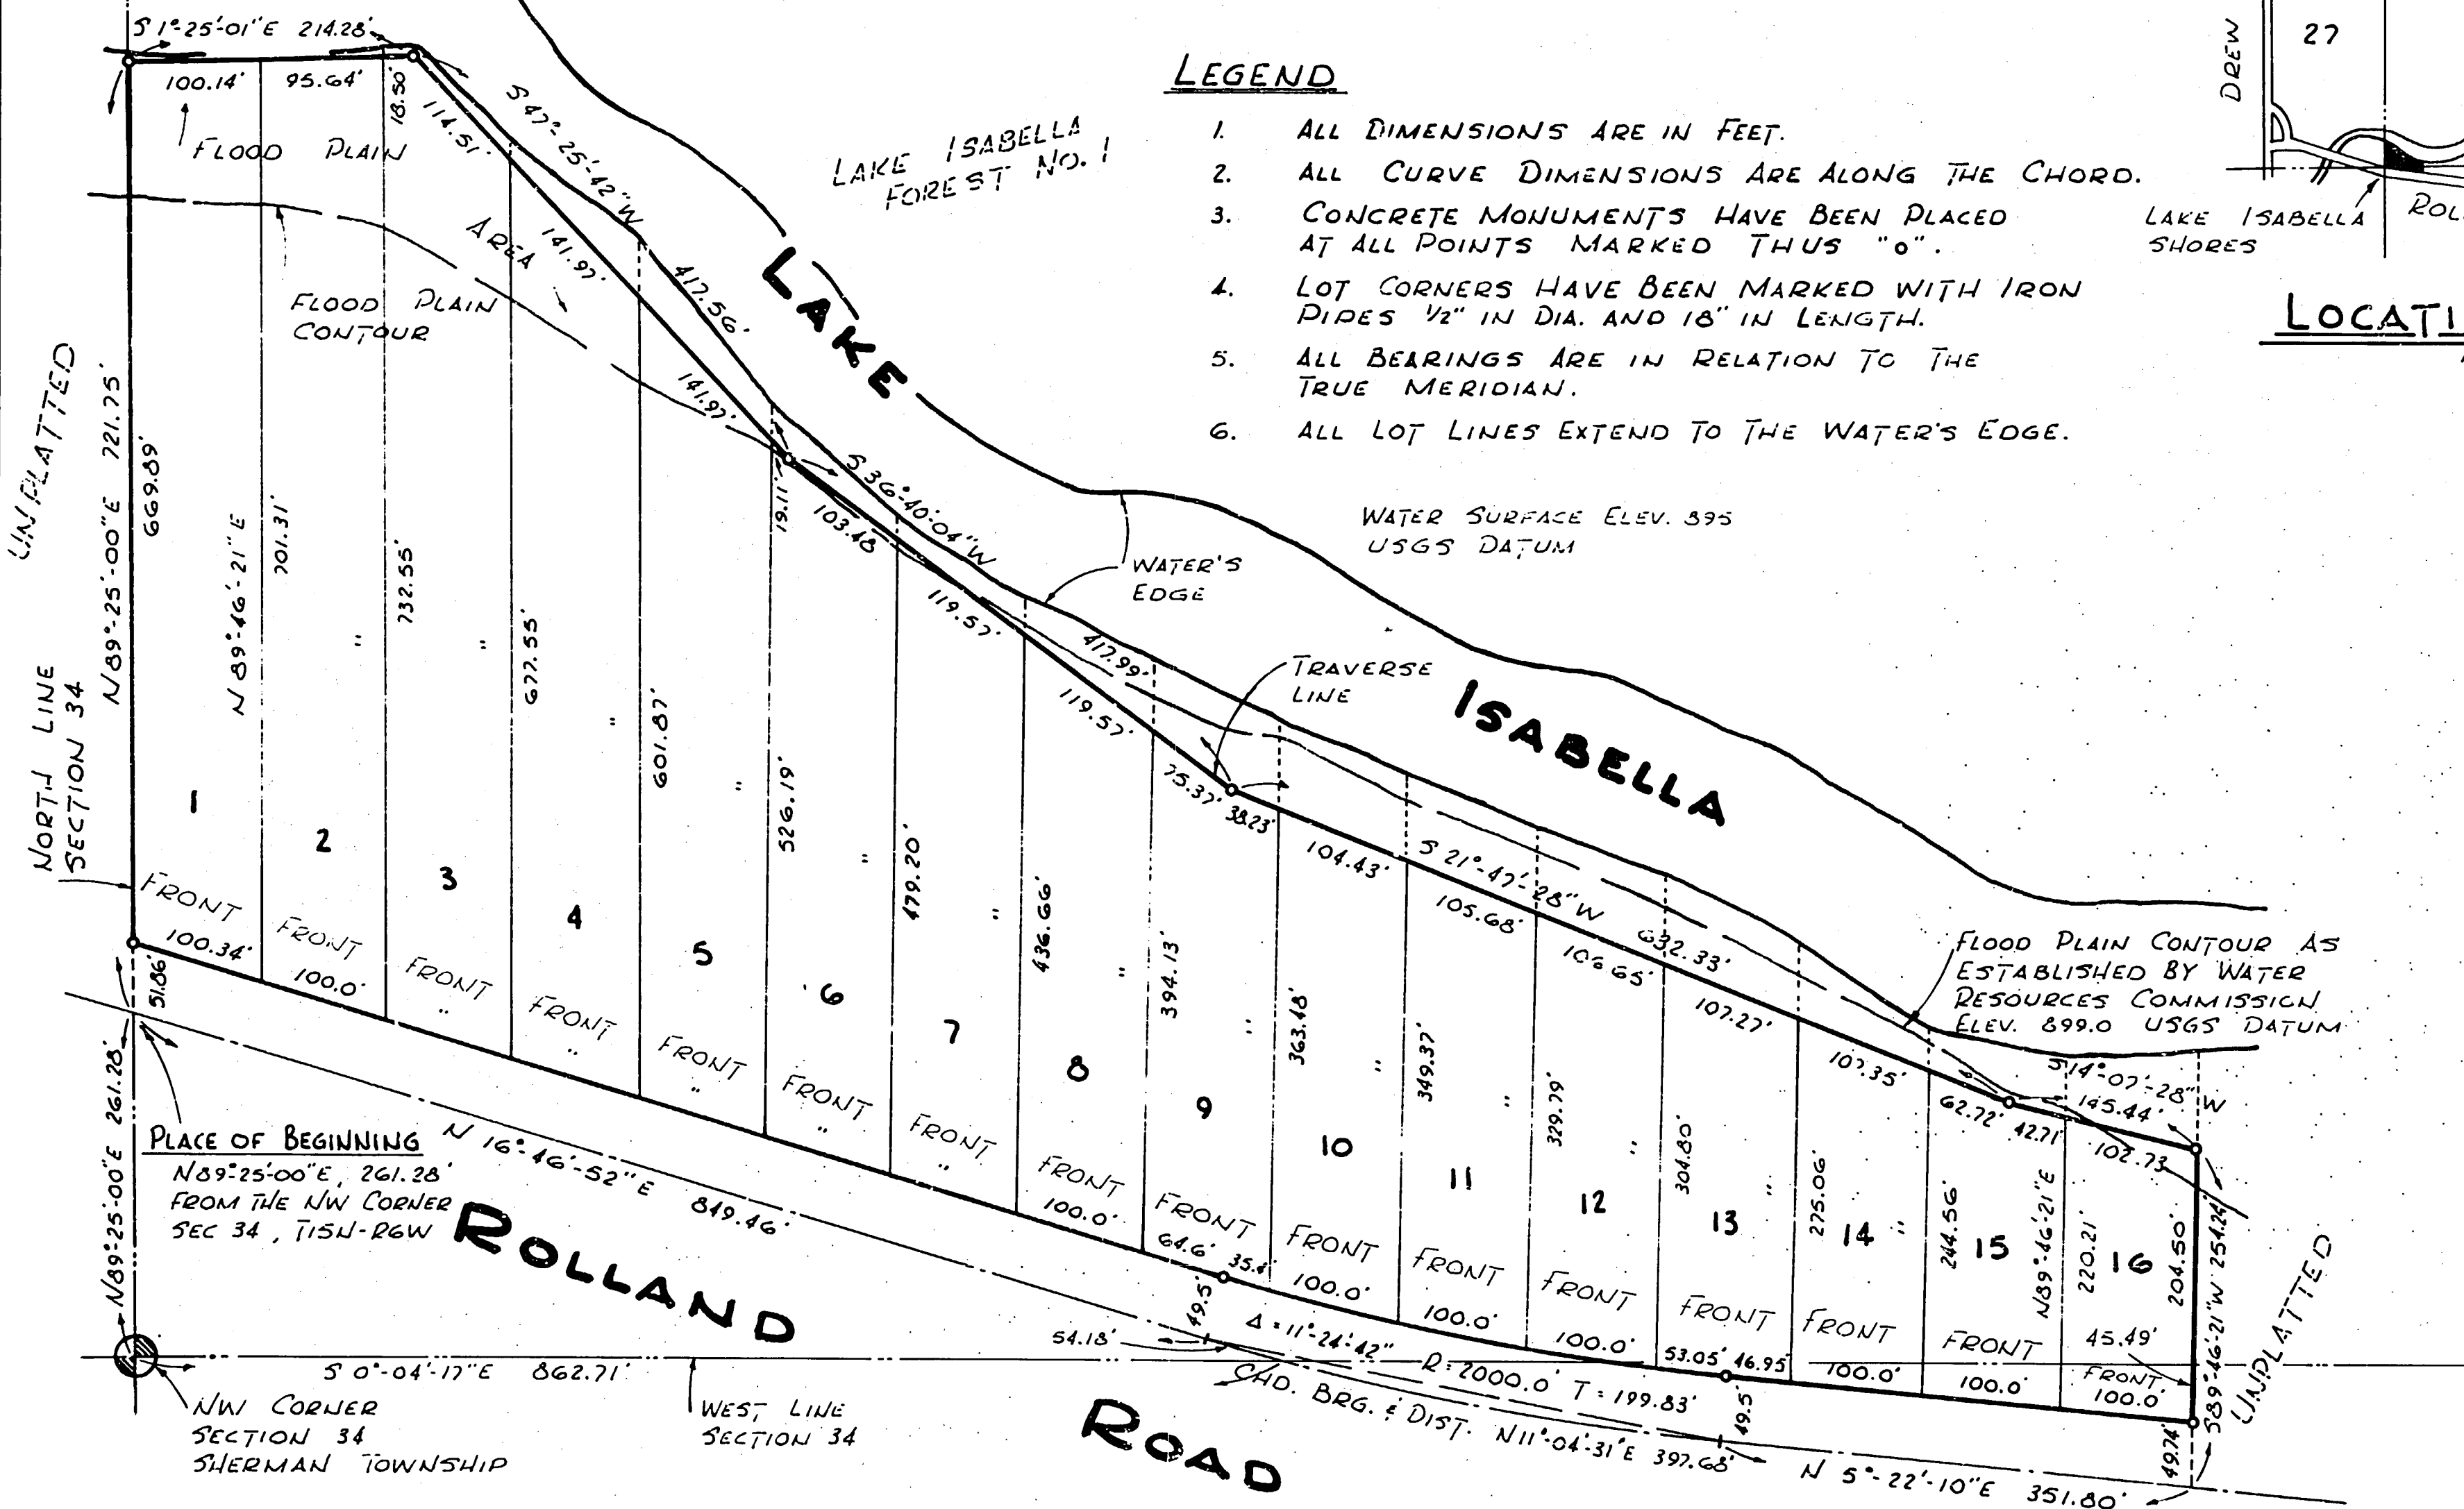 S 1°-25'-01"E 214.28'
100.14'
95.64'
18.50'
114.51'
S 47°-25'-42"W
FLOOD PLAIN
AREA
141.97'
417.56'
141.97'
FLOOD PLAIN
CONTOUR
LAKE ISABELLA
FOREST NO. 1
LEGEND
1. ALL DIMENSIONS ARE IN FEET.
2. ALL CURVE DIMENSIONS ARE ALONG THE CHORD.
3. CONCRETE MONUMENTS HAVE BEEN PLACED
AT ALL POINTS MARKED THUS "o".
4. LOT CORNERS HAVE BEEN MARKED WITH IRON
PIPES 1/2" IN DIA. AND 18" IN LENGTH.
5. ALL BEARINGS ARE IN RELATION TO THE
TRUE MERIDIAN.
6. ALL LOT LINES EXTEND TO THE WATER'S EDGE.
DREW
27
LAKE ISABELLA
SHORES
ROL
LOCATI
LAKE
ISABELLA
WATER SURFACE ELEV. 895
USGS DATUM
WATER'S
EDGE
TRAVERSE
LINE
UNPLATTED
N 89°-25'-00"E 721.75'
669.89'
NORTH LINE
SECTION 34
N 89°-46'-21"E
701.31'
732.55'
"
"
677.55'
"
601.87'
"
526.19'
"
479.20'
"
436.66'
"
394.13'
"
363.48'
"
349.37'
"
329.79'
"
304.80'
"
275.06'
"
244.56'
N89°-46'-21"E
220.21'
204.50'
S89°-46'-21"W 254.24'
UNPLATTED
19.11'
103.48
S 36°-40'-04"W
119.57'
417.99'
119.57'
75.37'
38.23'
104.43'
S 21°-47'-28"W
105.68'
632.33'
106.65'
107.27'
107.35'
62.72'
42.71'
S 14°-07'-28"W
145.44'
102.73
FLOOD PLAIN CONTOUR AS
ESTABLISHED BY WATER
RESOURCES COMMISSION
ELEV. 899.0 USGS DATUM
1
2
3
4
5
6
7
8
9
10
11
12
13
14
15
16
FRONT
100.34'
FRONT
100.0'
FRONT
"
FRONT
"
FRONT
"
FRONT
"
FRONT
"
FRONT
100.0'
FRONT
64.6' 35.4'
FRONT
100.0'
FRONT
100.0'
FRONT
100.0'
FRONT
53.05' 46.95'
FRONT
100.0'
FRONT
100.0'
45.49'
FRONT
100.0'
51.86'
N89°-25'-00"E 261.28'
PLACE OF BEGINNING
N89°-25'-00"E, 261.28'
FROM THE NW CORNER
SEC 34, T15N-R6W
N 16°-46'-52"E 849.46'
ROLLAND
ROAD
49.5'
54.18'
Δ = 11°-24'-42" R = 2000.0' T = 199.83'
CHD. BRG. & DIST. N11°-04'-31"E 397.68'
49.5'
N 5°-22'-10"E 351.80'
49.74'
S 0°-04'-17"E 862.71'
NW CORNER
SECTION 34
SHERMAN TOWNSHIP
WEST LINE
SECTION 34